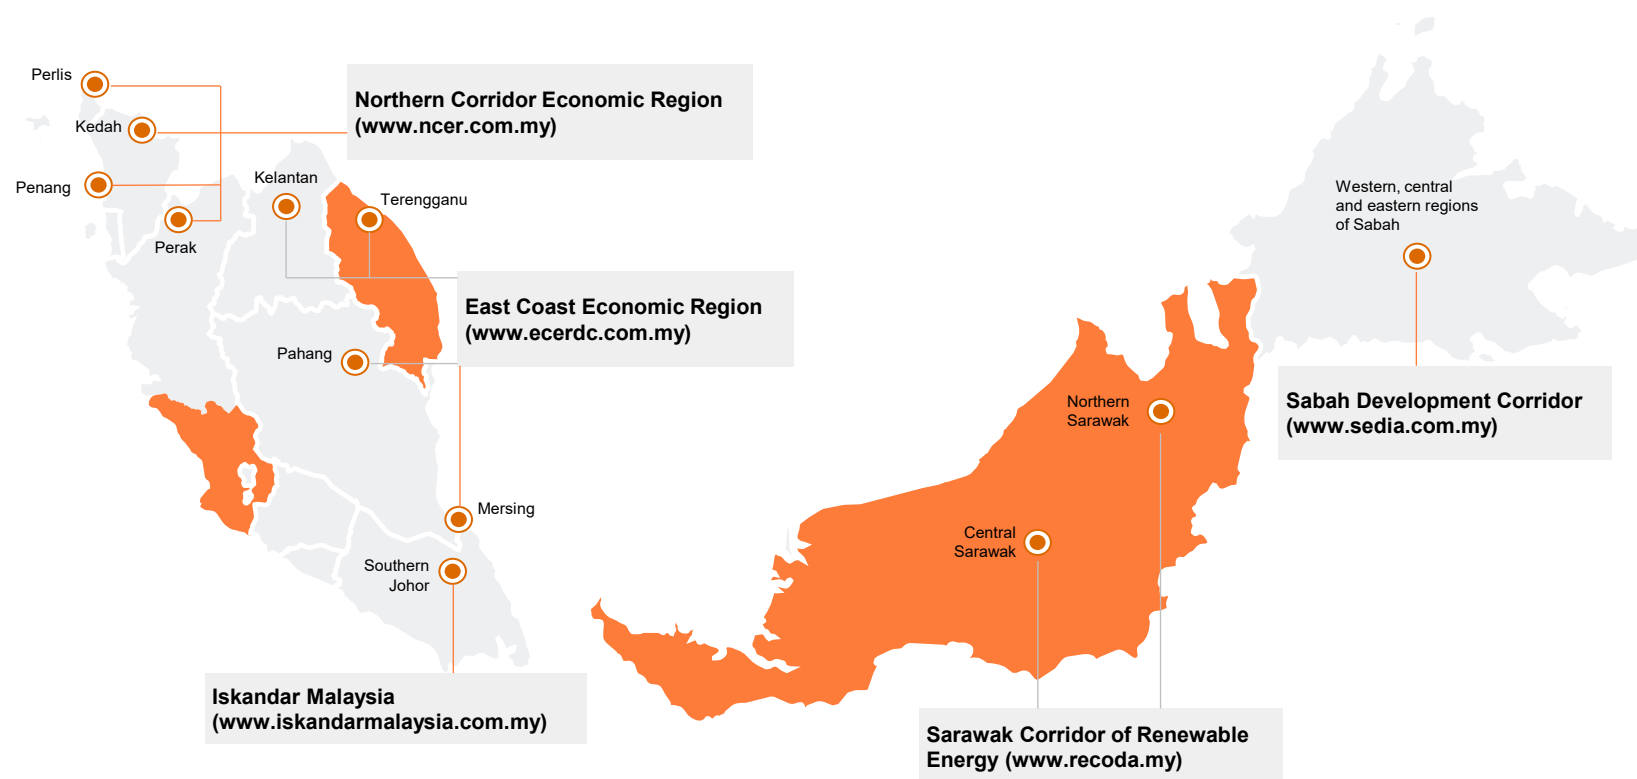 Perlis
Northern Corridor Economic Region
(www.ncer.com.my)
Kedah
Penang
Kelantan
Terengganu
Perak
Western, central
and eastern regions
of Sabah
East Coast Economic Region
(www.ecerdc.com.my)
Pahang
Northern
Sarawak
Sabah Development Corridor
(www.sedia.com.my)
Mersing
Central
Sarawak
Southern
Johor
Iskandar Malaysia
(www.iskandarmalaysia.com.my)
Sarawak Corridor of Renewable
Energy (www.recoda.my)